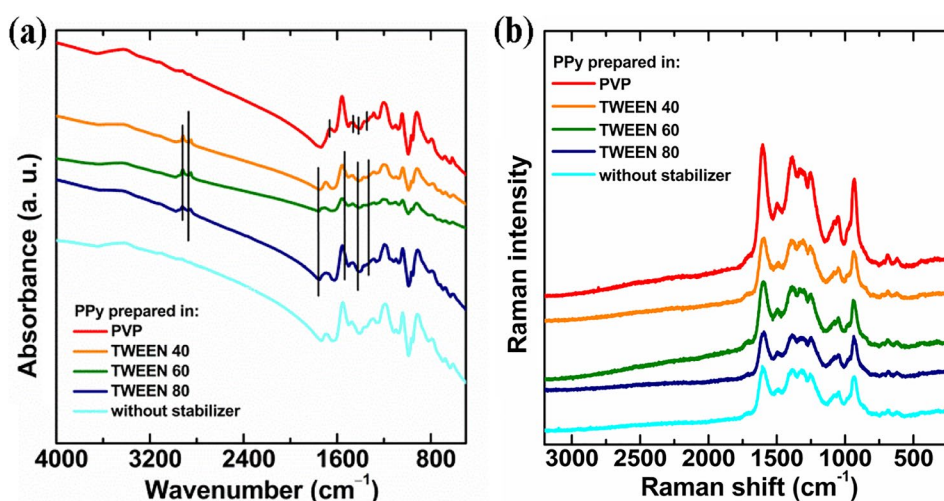 (a)
Absorbance (a. u.)
PPy prepared in:
PVP
TWEEN 40
TWEEN 60
TWEEN 80
without stabilizer
4000 3200 2400 1600 800
Wavenumber (cm⁻¹)
(b)
Raman intensity
PPy prepared in:
PVP
TWEEN 40
TWEEN 60
TWEEN 80
without stabilizer
3000 2500 2000 1500 1000 500
Raman shift (cm⁻¹)